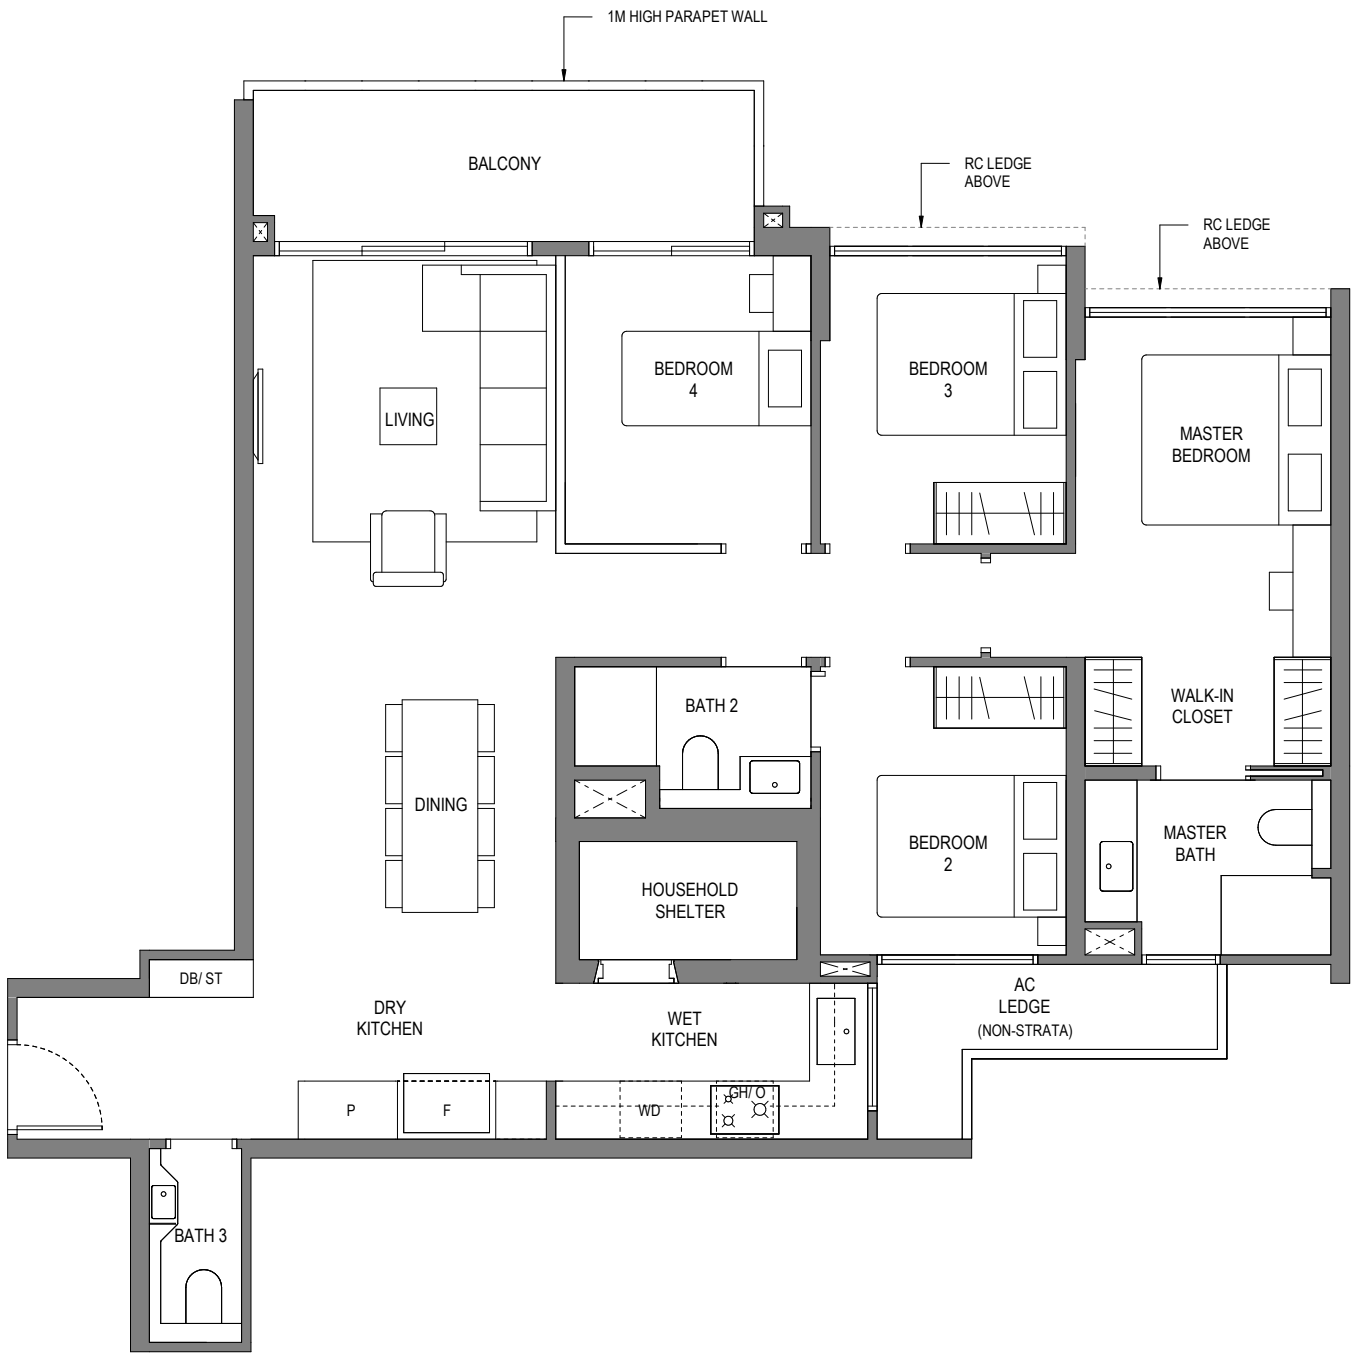 1M HIGH PARAPET WALL
BALCONY
RC LEDGE
ABOVE
RC LEDGE
ABOVE
BEDROOM
4
BEDROOM
3
LIVING
MASTER
BEDROOM
BATH 2
WALK-IN
CLOSET
DINING
MASTER
BATH
BEDROOM
2
HOUSEHOLD
SHELTER
DB/ ST
DRY
KITCHEN
WET
KITCHEN
AC
LEDGE
(NON-STRATA)
P
F
WD
GH/ O
BATH 3